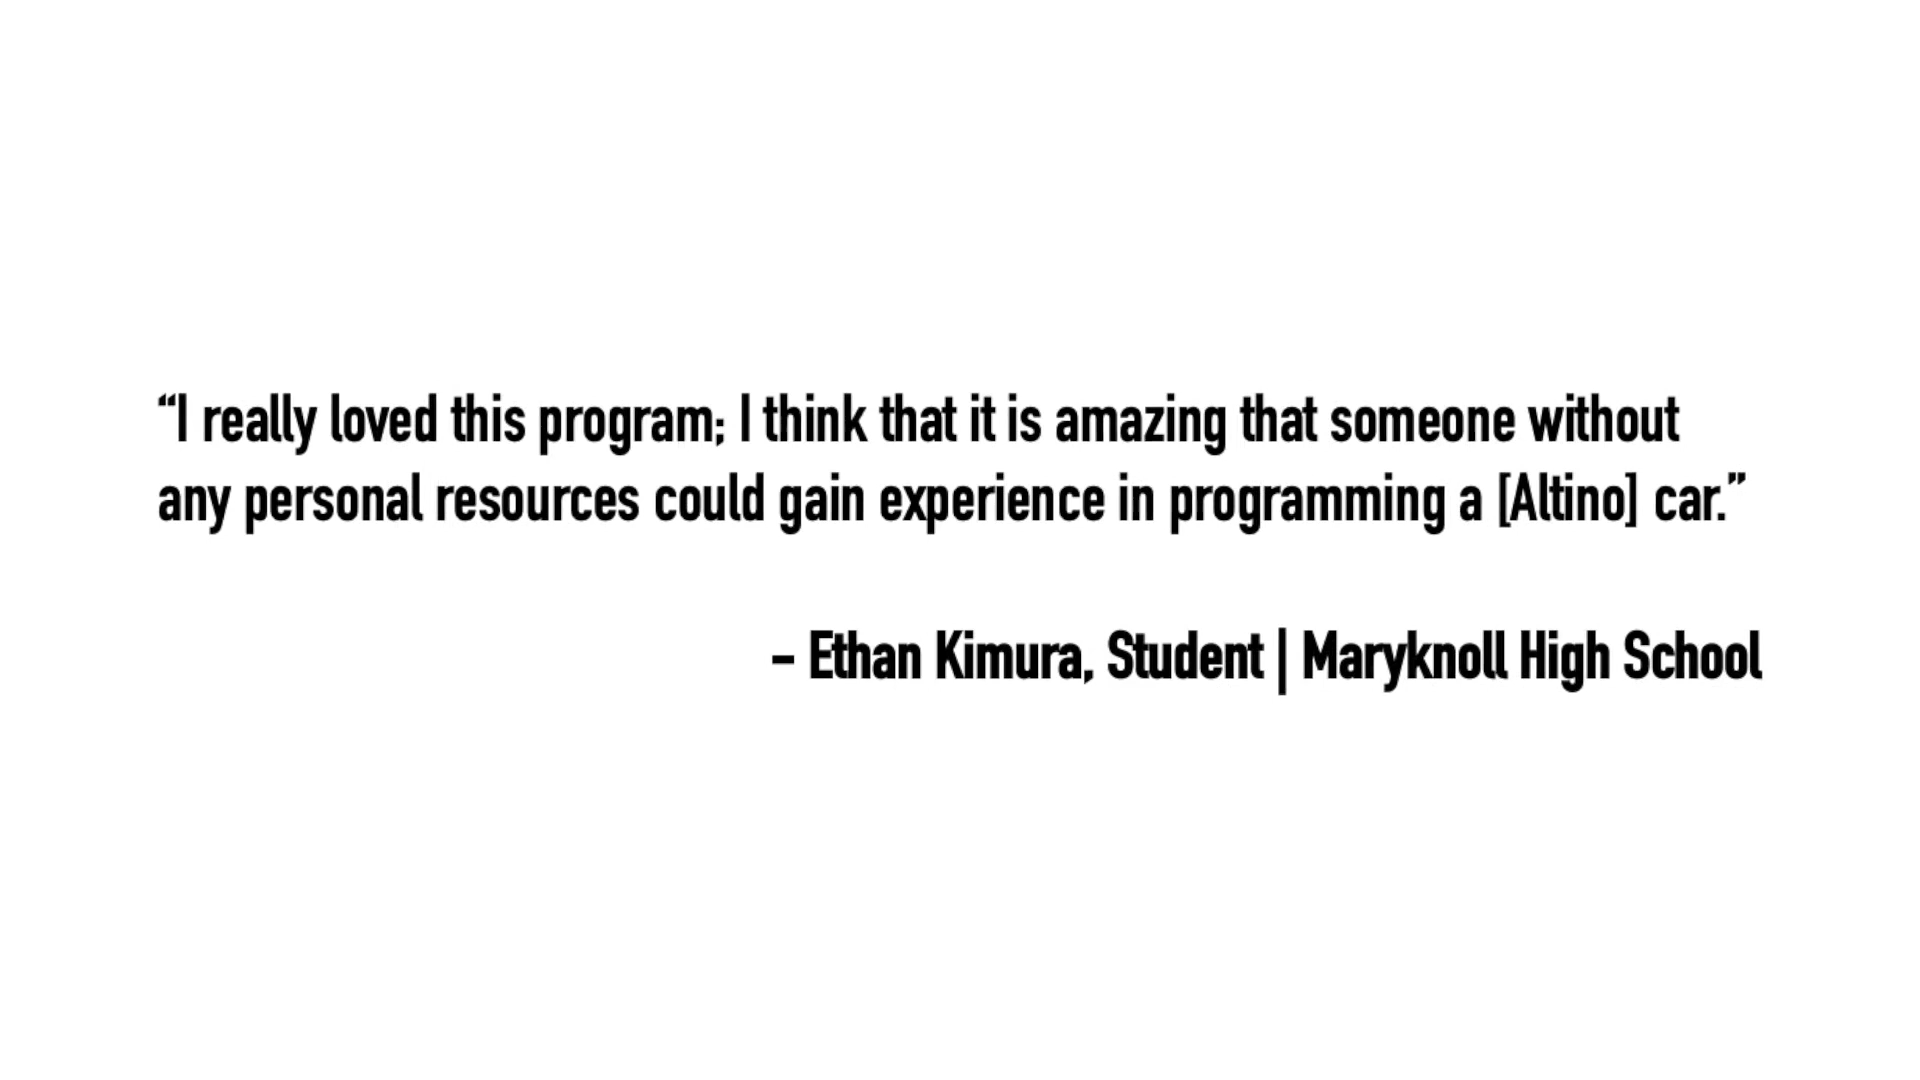 “I really loved this program; I think that it is amazing that someone without
any personal resources could gain experience in programming a [Altino] car.”
– Ethan Kimura, Student | Maryknoll High School